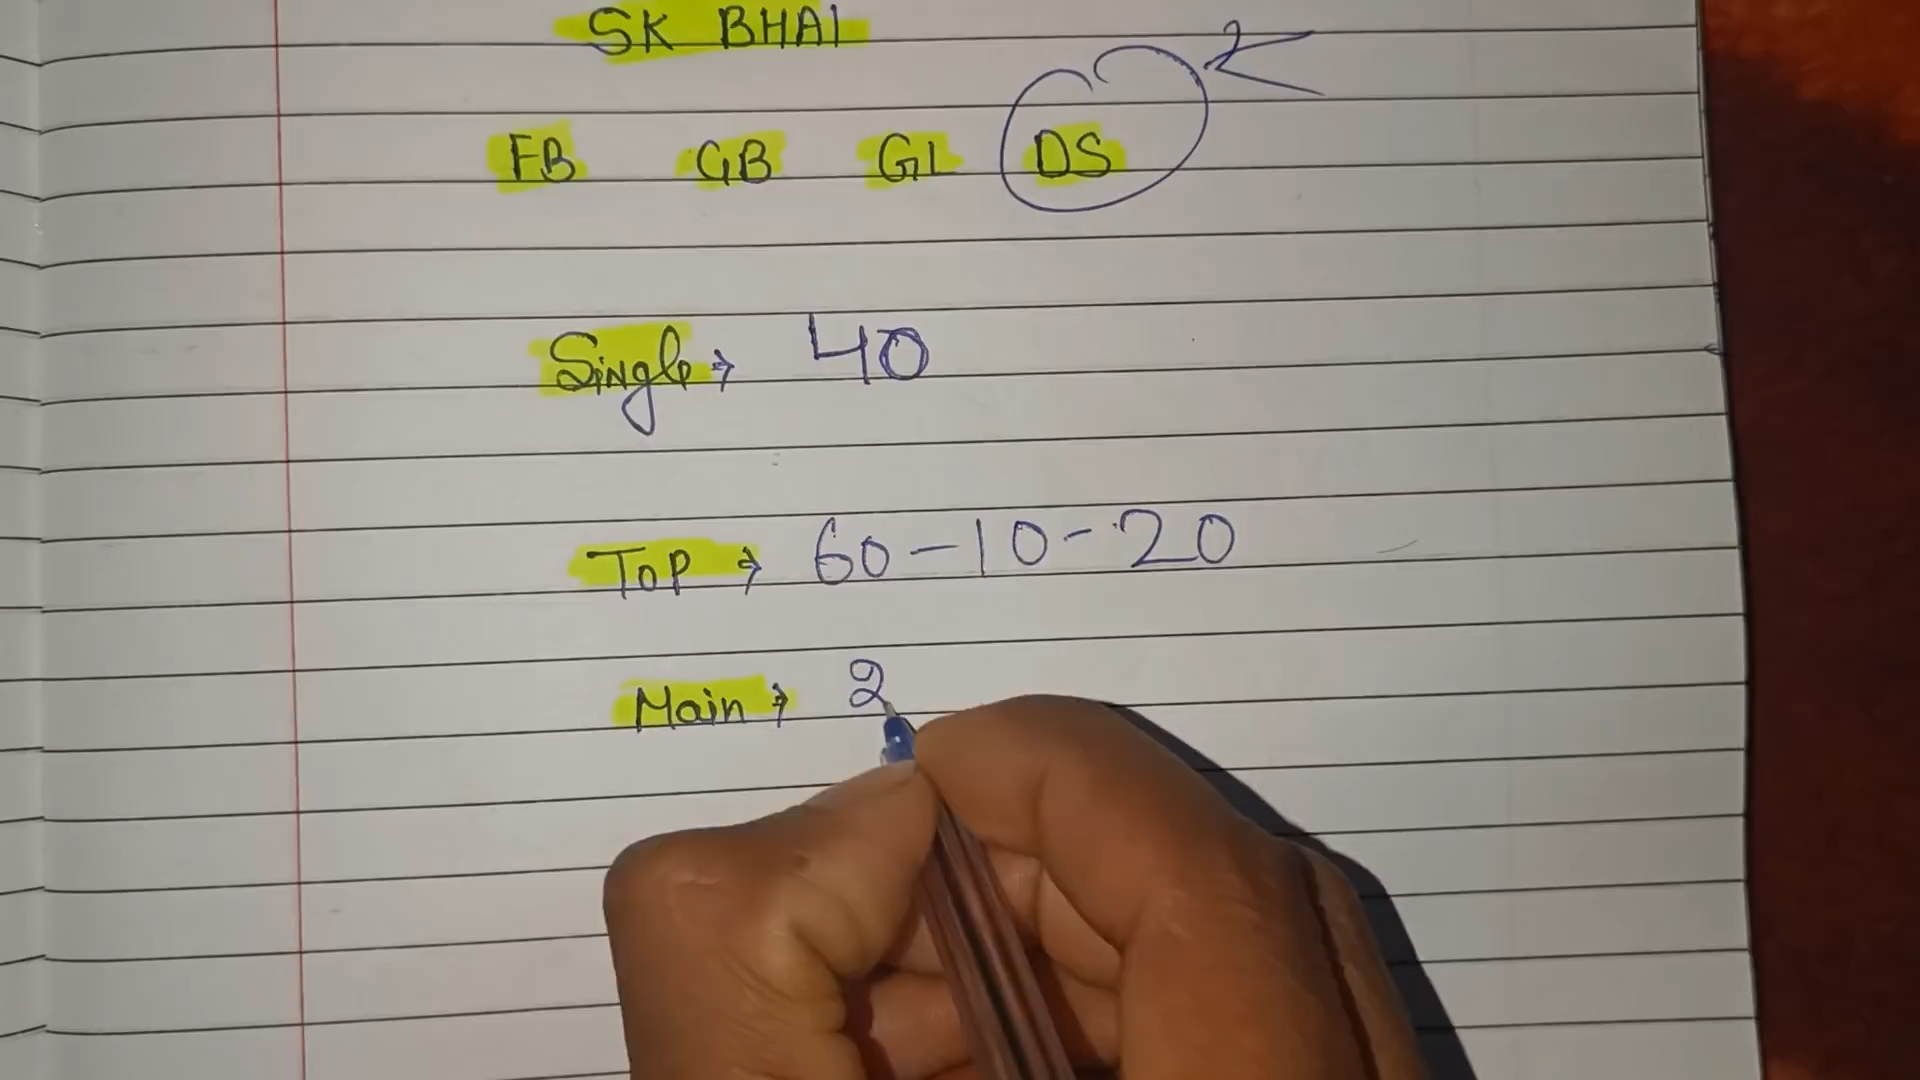 SK BHAI
FB GB GL DS
Single → 40
Top → 60-10-20
Main → 2